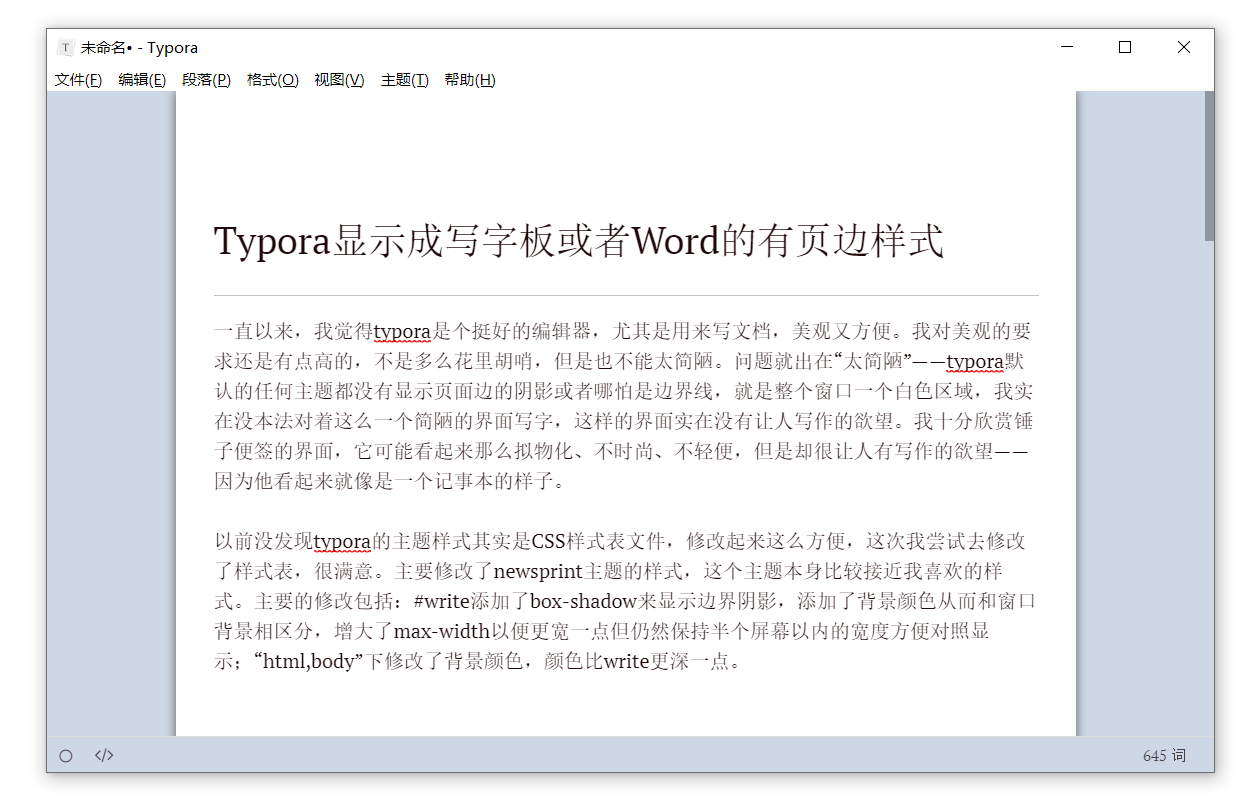 T 未命名• - Typora
文件(F) 编辑(E) 段落(P) 格式(O) 视图(V) 主题(T) 帮助(H)
Typora显示成写字板或者Word的有页边样式
一直以来，我觉得typora是个挺好的编辑器，尤其是用来写文档，美观又方便。我对美观的要
求还是有点高的，不是多么花里胡哨，但是也不能太简陋。问题就出在“太简陋”——typora默
认的任何主题都没有显示页面边的阴影或者哪怕是边界线，就是整个窗口一个白色区域，我实
在没本法对着这么一个简陋的界面写字，这样的界面实在没有让人写作的欲望。我十分欣赏锤
子便签的界面，它可能看起来那么拟物化、不时尚、不轻便，但是却很让人有写作的欲望——
因为他看起来就像是一个记事本的样子。
以前没发现typora的主题样式其实是CSS样式表文件，修改起来这么方便，这次我尝试去修改
了样式表，很满意。主要修改了newsprint主题的样式，这个主题本身比较接近我喜欢的样
式。主要的修改包括：#write添加了box-shadow来显示边界阴影，添加了背景颜色从而和窗口
背景相区分，增大了max-width以便更宽一点但仍然保持半个屏幕以内的宽度方便对照显
示；“html,body”下修改了背景颜色，颜色比write更深一点。
</> 645 词